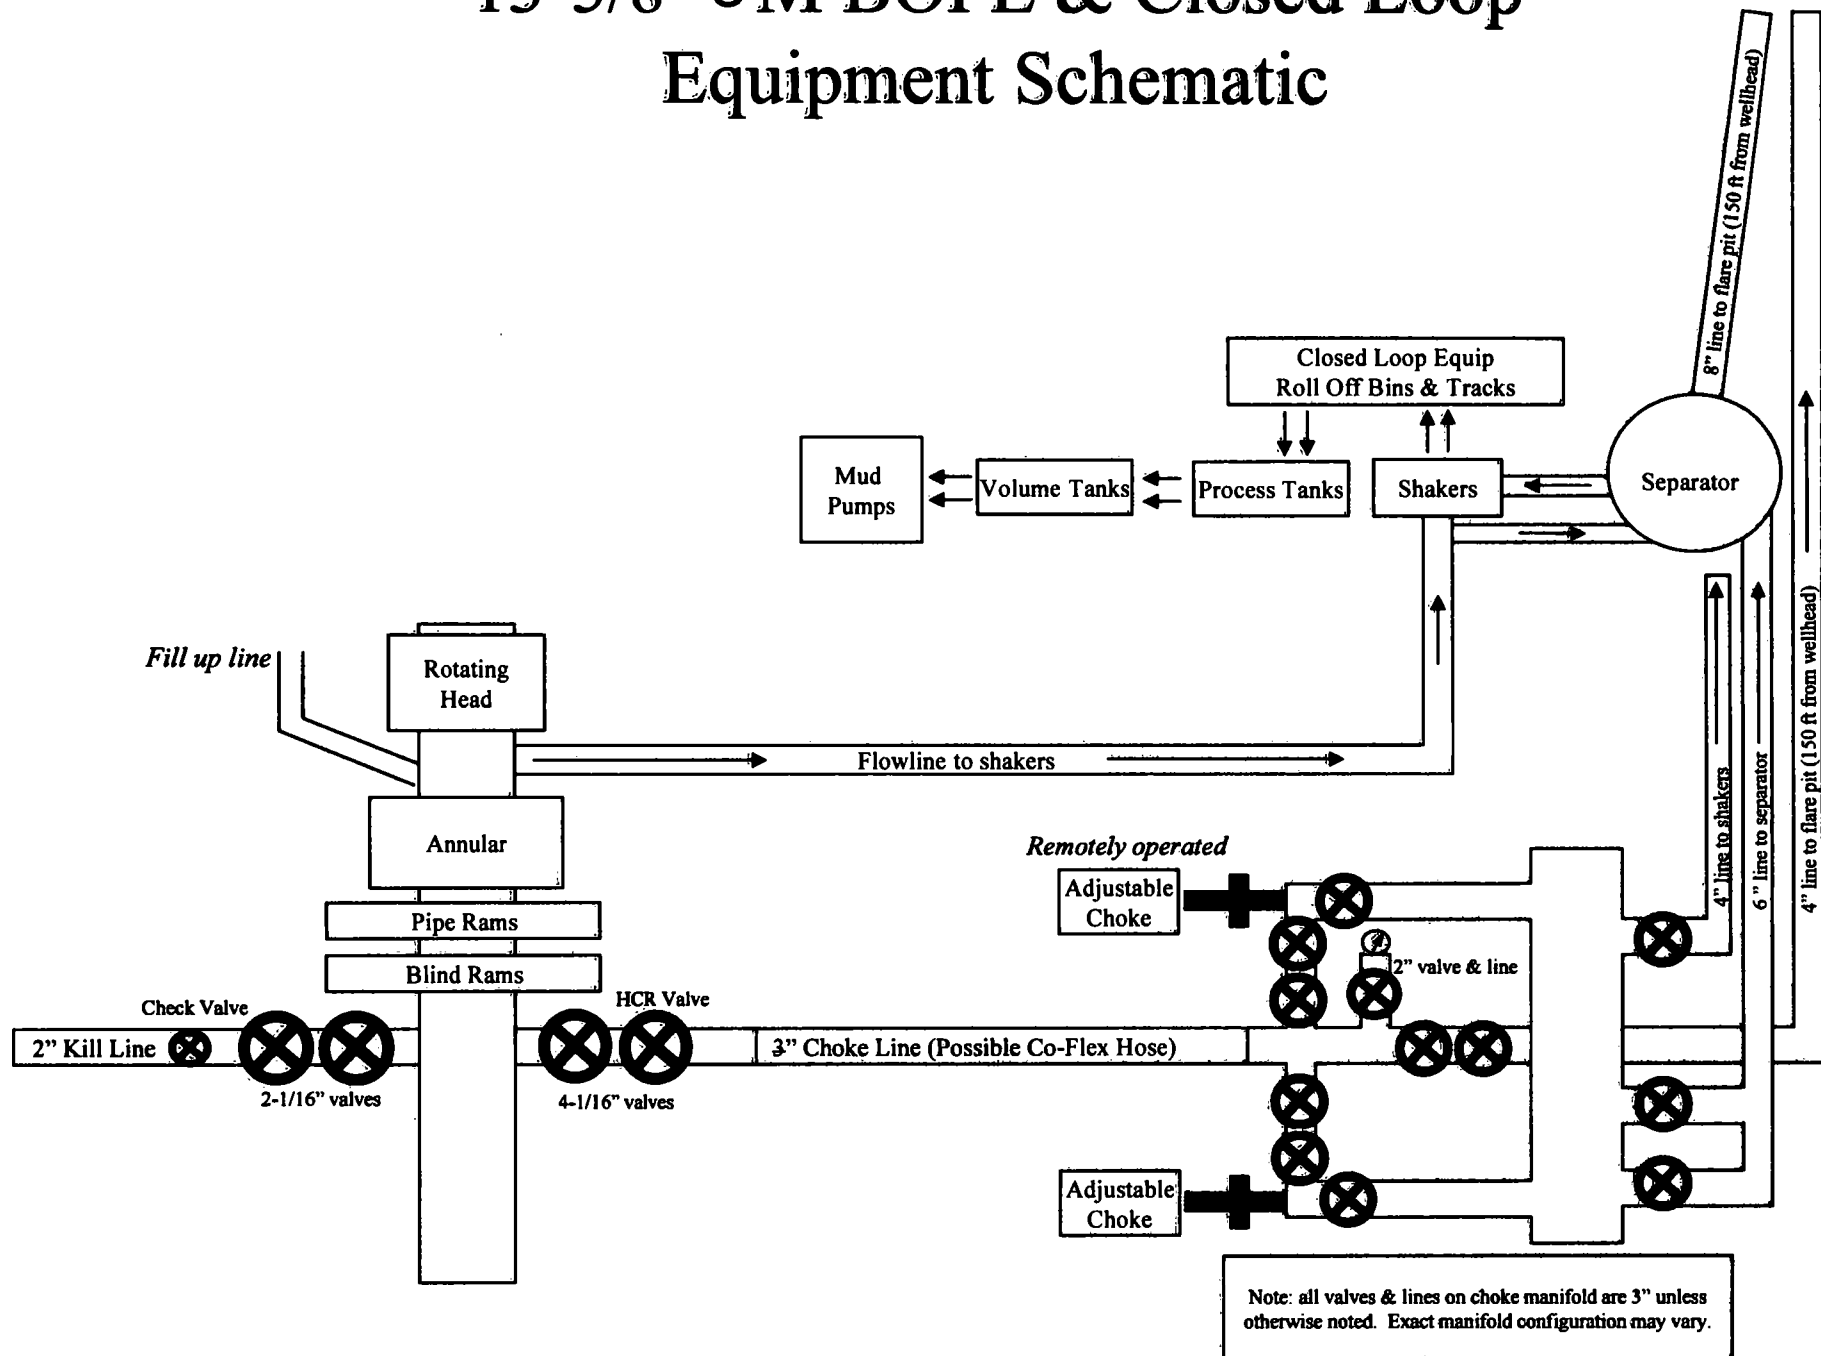 BOPE & Closed Loop
Equipment Schematic
8” line to flare pit (150 ft from wellhead)
Closed Loop Equip
Roll Off Bins & Tracks
Mud
Pumps
Volume Tanks
Process Tanks
Shakers
Separator
Fill up line
Rotating
Head
Flowline to shakers
Annular
Pipe Rams
Blind Rams
Check Valve
HCR Valve
2” Kill Line
3” Choke Line (Possible Co-Flex Hose)
2-1/16” valves
4-1/16” valves
Remotely operated
Adjustable
Choke
2” valve & line
Adjustable
Choke
4” line to shakers
6” line to separator
4” line to flare pit (150 ft from wellhead)
Note: all valves & lines on choke manifold are 3” unless
otherwise noted. Exact manifold configuration may vary.